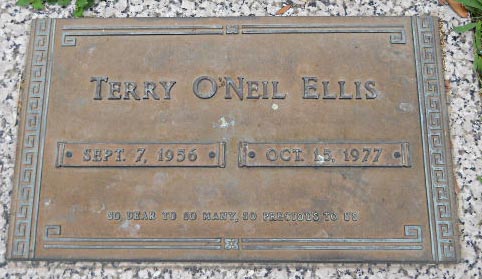 TERRY O'NEIL ELLIS
SEPT. 7, 1956 OCT. 15, 1977
SO DEAR TO SO MANY, SO PRECIOUS TO US